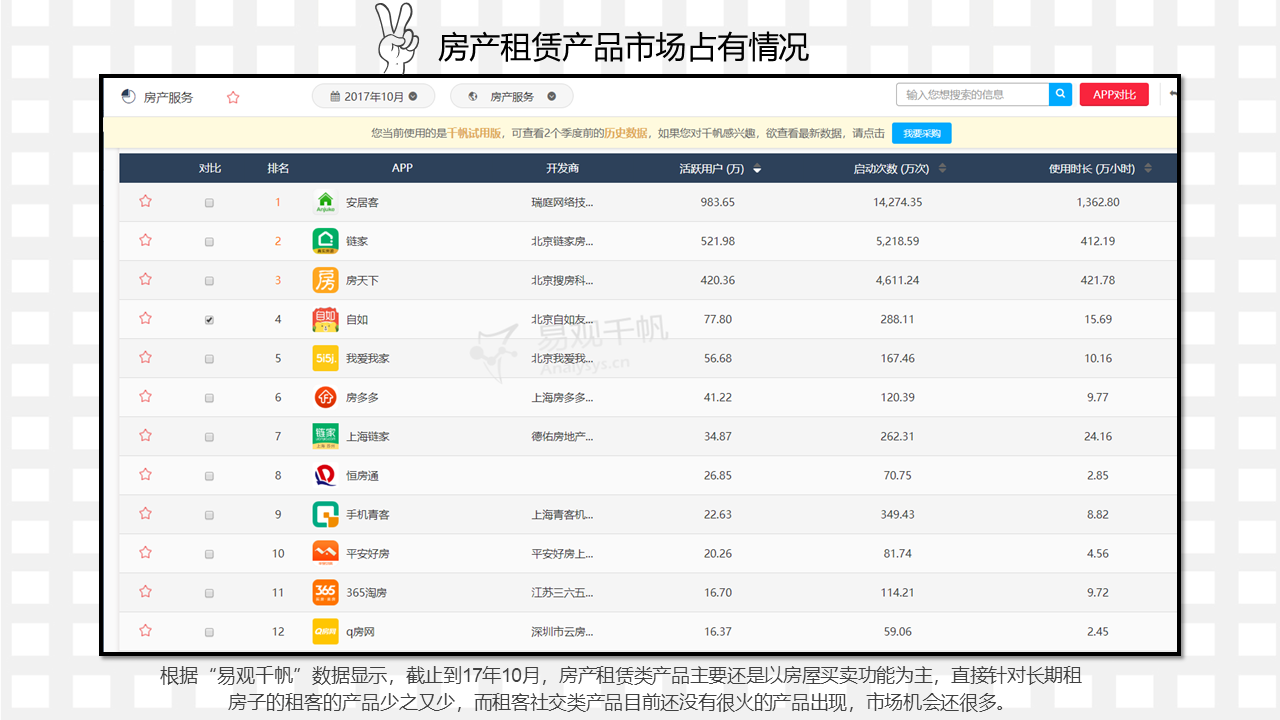 房产租赁产品市场占有情况
房产服务 2017年10月 房产服务 输入您想搜索的信息 APP对比
您当前使用的是千帆试用版，可查看2个季度前的历史数据，如果您对千帆感兴趣，欲查看最新数据，请点击 我要采购
对比 排名 APP 开发商 活跃用户 (万) 启动次数 (万次) 使用时长 (万小时)
1 Anjuke 安居客 瑞庭网络技... 983.65 14,274.35 1,362.80
2 链家 北京链家房... 521.98 5,218.59 412.19
3 房 房天下 北京搜房科... 420.36 4,611.24 421.78
4 自如 自如 北京自如友... 77.80 288.11 15.69
易观千帆
Analysys.cn
5 5i5j. 我爱我家 北京我爱我... 56.68 167.46 10.16
6 房多多 上海房多多... 41.22 120.39 9.77
7 链家 上海链家 德佑房地产... 34.87 262.31 24.16
8 恒房通 26.85 70.75 2.85
9 手机青客 上海青客机... 22.63 349.43 8.82
10 平安好房 平安好房上... 20.26 81.74 4.56
11 365 365淘房 江苏三六五... 16.70 114.21 9.72
12 Q房网 q房网 深圳市云房... 16.37 59.06 2.45
根据“易观千帆”数据显示，截止到17年10月，房产租赁类产品主要还是以房屋买卖功能为主，直接针对长期租
房子的租客的产品少之又少，而租客社交类产品目前还没有很火的产品出现，市场机会还很多。